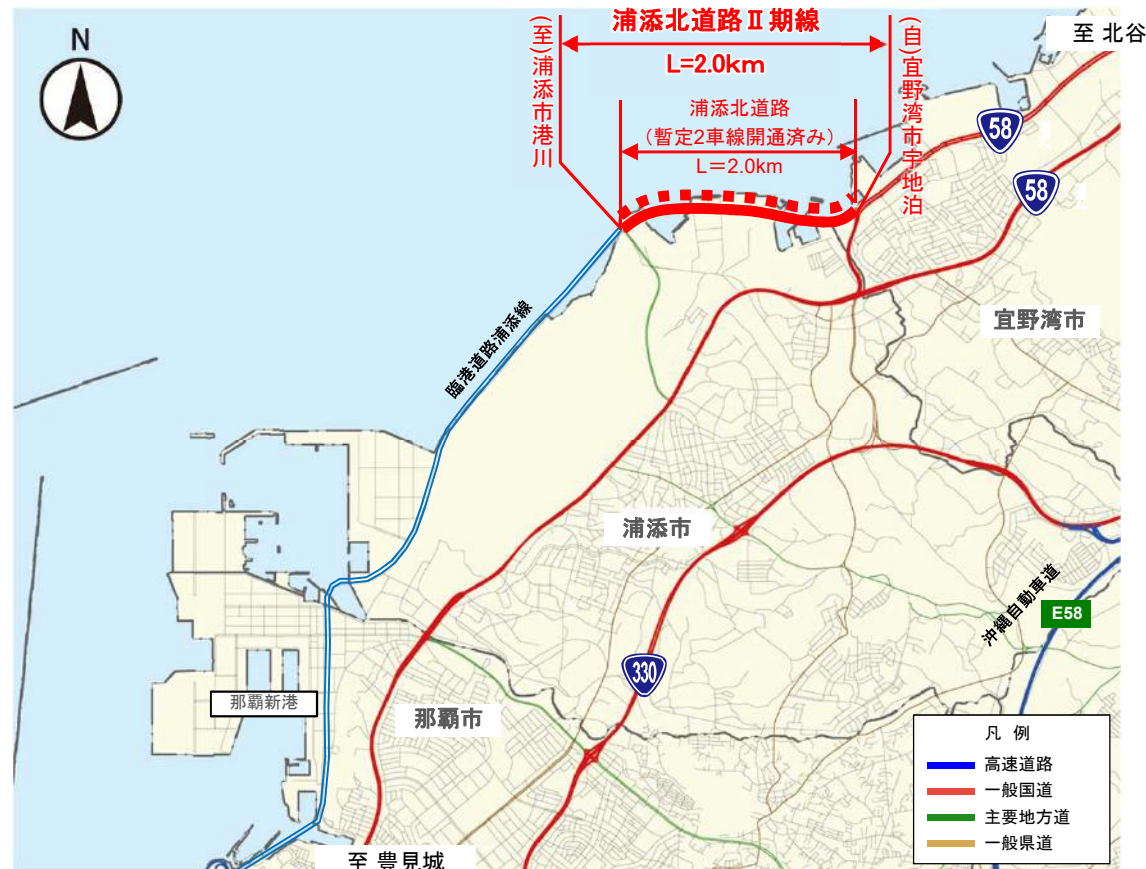 N
浦添北道路Ⅱ期線
L=2.0km
(至)浦添市港川
(自)宜野湾市宇地泊
至 北谷
浦添北道路
(暫定2車線開通済み)
L=2.0km
58
58
宜野湾市
臨港道路浦添線
浦添市
沖縄自動車道
E58
330
那覇新港
那覇市
至 豊見城
凡 例
高速道路
一般国道
主要地方道
一般県道